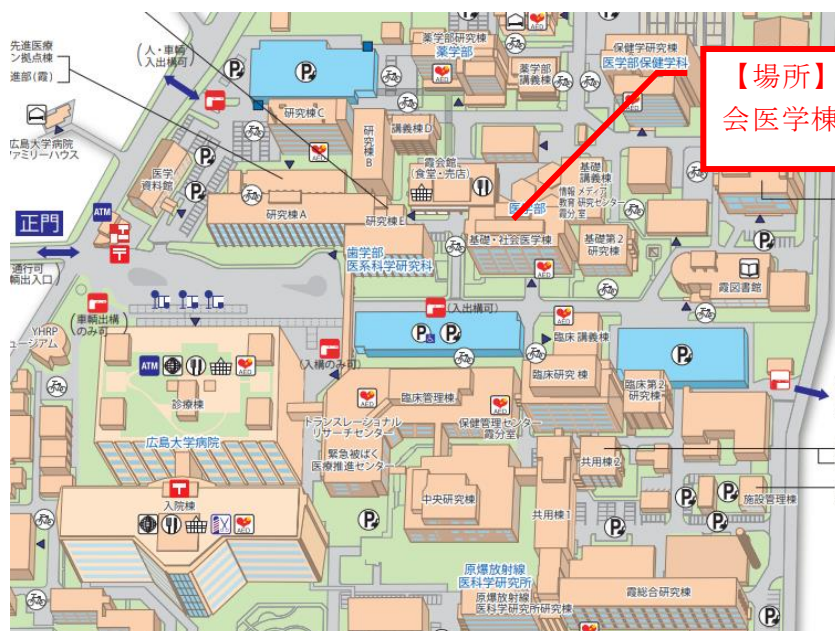 先進医療
ン拠点棟
進部(霞)
(人・車輌
入出構可)
広島大学病院
ファミリーハウス
医学
資料館
正門
ATM
通行可
輌出入口
(車輌出構
のみ可)
YHRP
ュージアム
P
P
研究棟C
AED
研究棟B
講義棟D
研究棟A
研究棟E
歯学部
医系科学研究科
薬学部研究棟
薬学部
AED
薬学部
講義棟
霞会館
(食堂・売店)
保健学研究棟
医学部保健学科
AED
【場所】
会医学棟
基礎
講義棟
情報メディア
教育研究センター
霞分室
医学部
基礎・社会医学棟
AED
基礎第2
研究棟
霞図書館
P
(入出構可)
P P
(入構のみ可)
AED
臨床講義棟
臨床研究棟
AED
臨床第2
研究棟
P
ATM
AED
診療棟
広島大学病院
入院棟
AED
AED
臨床管理棟
トランスレーショナル
リサーチセンター
緊急被ばく
医療推進センター
AED
保健管理センター
霞分室
中央研究棟
共用棟2
共用棟1
施設管理棟
P P
P P
P
原爆放射線
医科学研究所
原爆放射線
医科学研究所研究棟
AED
霞総合研究棟
P